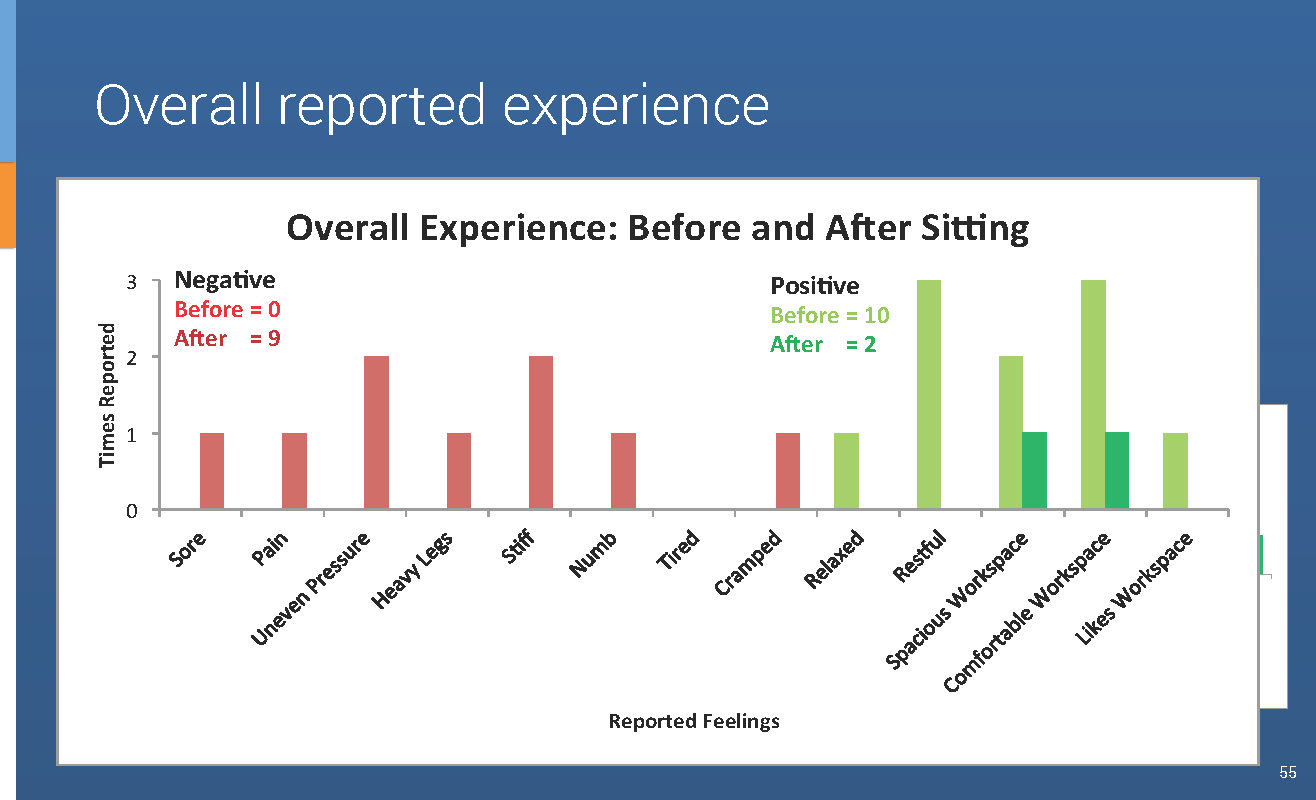 Overall reported experience
Overall Experience: Before and After Sitting
Negative
Before = 0
After = 9
Positive
Before = 10
After = 2
Times Reported
3
2
1
0
Sore
Pain
Uneven Pressure
Heavy Legs
Stiff
Numb
Tired
Cramped
Relaxed
Restful
Spacious Workspace
Comfortable Workspace
Likes Workspace
Reported Feelings
55